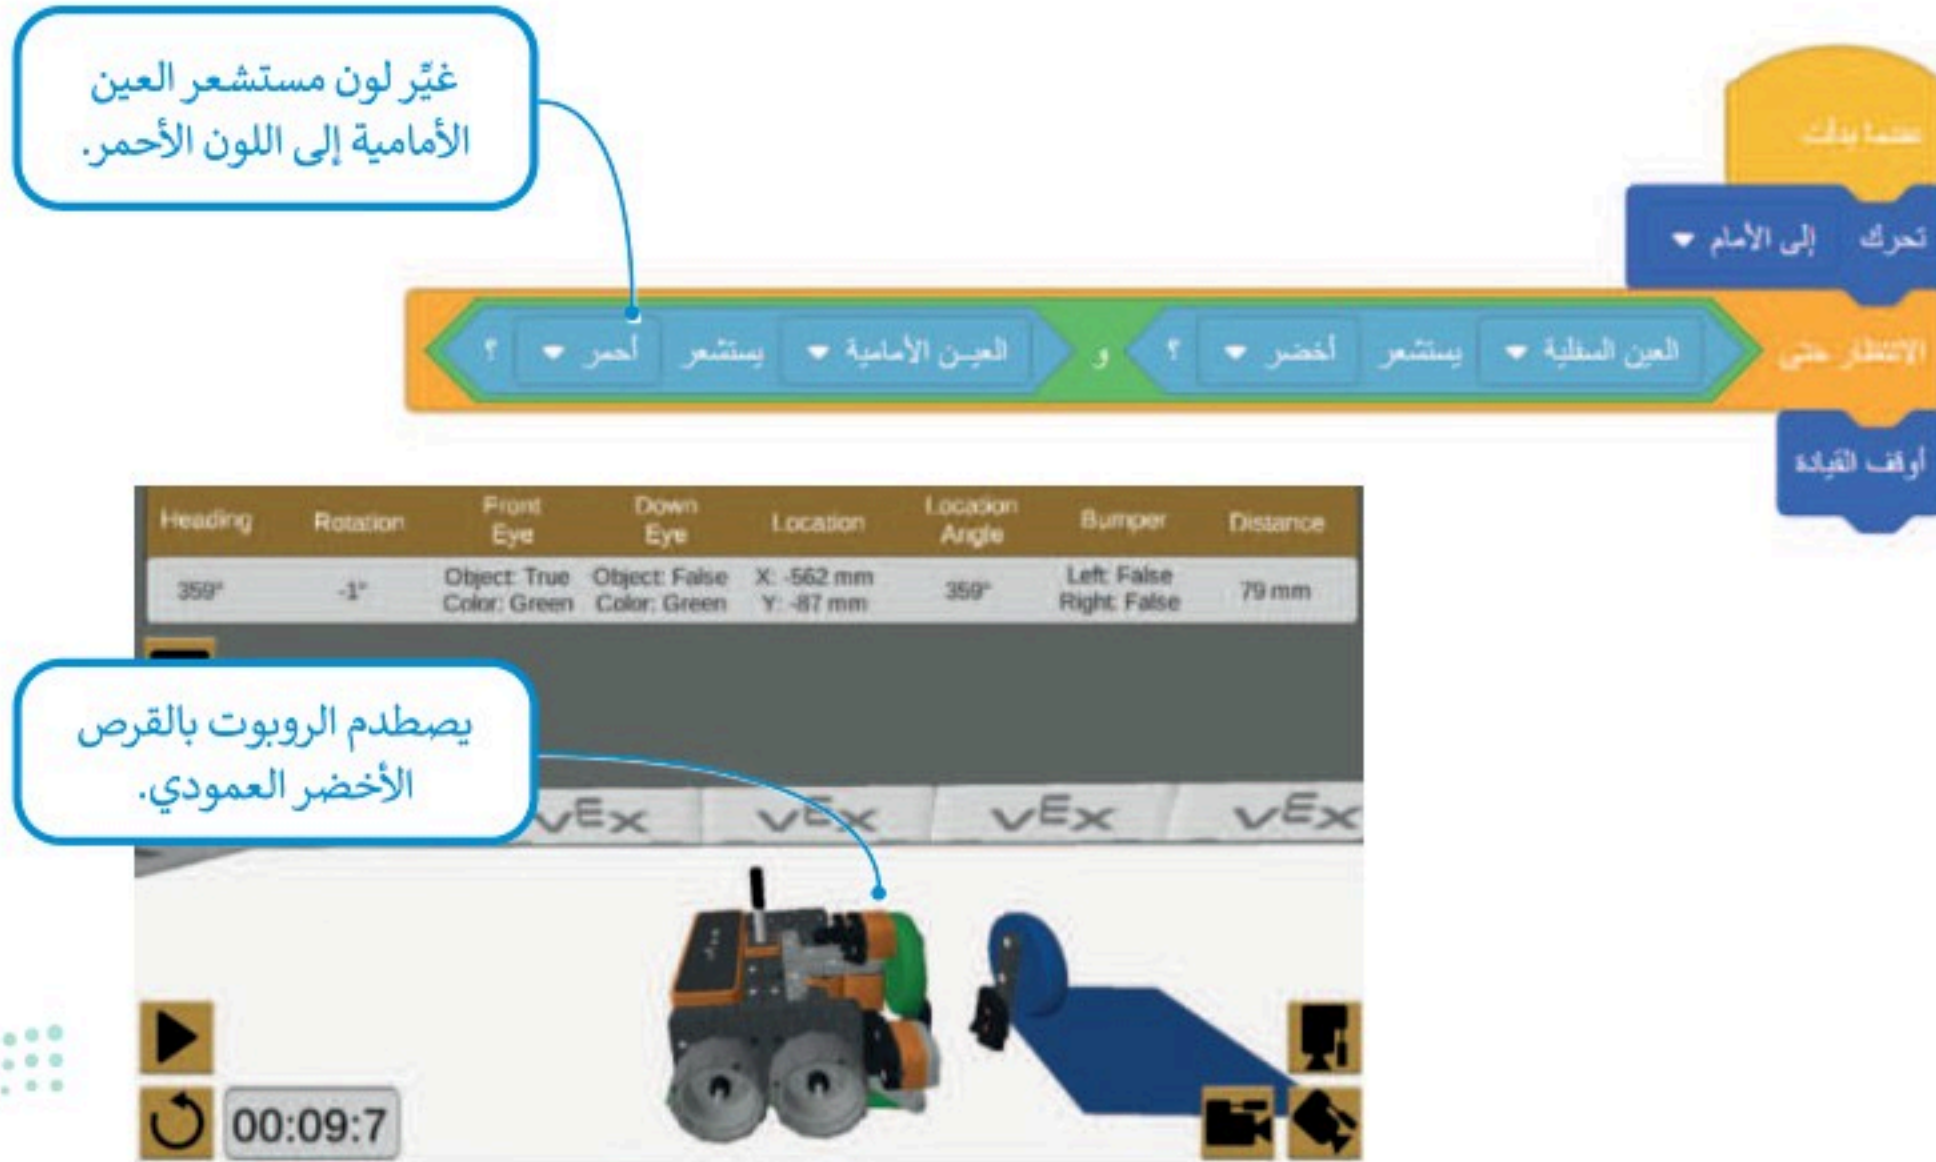 غيِّر لون مستشعر العين
الأمامية إلى اللون الأحمر.
عندما بدأت
تحرك إلى الأمام
الانتظار حتى العين السفلية يستشعر أخضر ؟ و العين الأمامية يستشعر أحمر ؟
أوقف القيادة
Heading Rotation Front Eye Down Eye Location Location Angle Bumper Distance
359° -1° Object: True Object: False X: -562 mm 359° Left: False 79 mm
Color: Green Color: Green Y: -87 mm Right: False
يصطدم الروبوت بالقرص
الأخضر العمودي.
VEX VEX VEX VEX
00:09:7